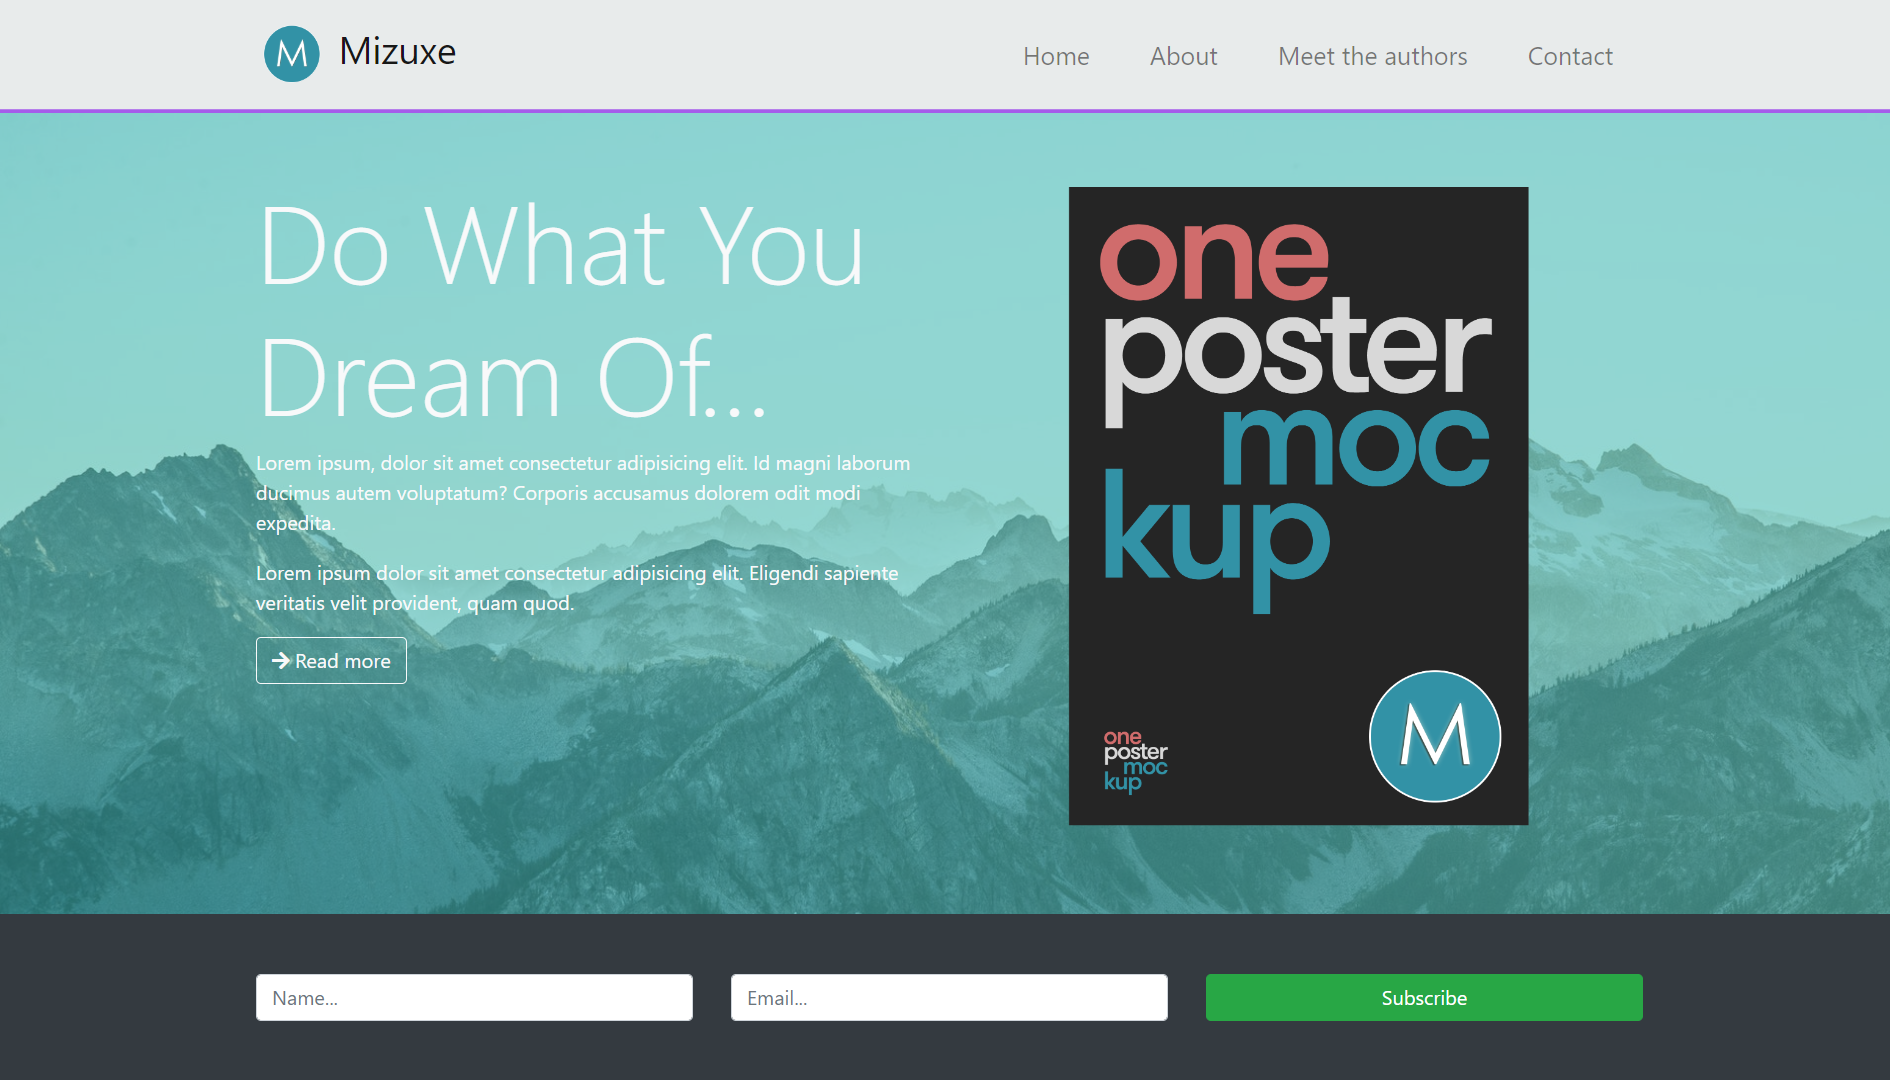 M Mizuxe
Home About Meet the authors Contact
Do What You
Dream Of...
Lorem ipsum, dolor sit amet consectetur adipisicing elit. Id magni laborum
ducimus autem voluptatum? Corporis accusamus dolorem odit modi
expedita.
Lorem ipsum dolor sit amet consectetur adipisicing elit. Eligendi sapiente
veritatis velit provident, quam quod.
Read more
one
poster
moc
kup
one
poster
moc
kup
M
Name...
Email...
Subscribe